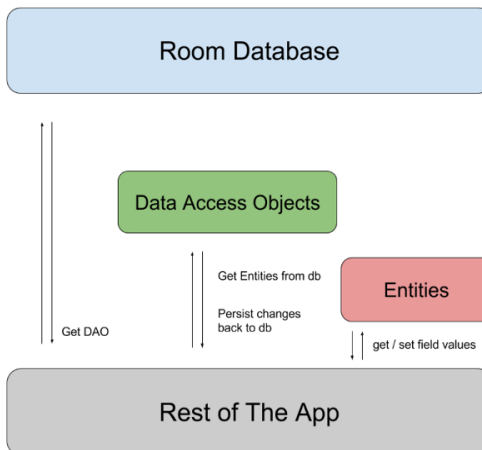 Room Database
Data Access Objects
Get Entities from db
Persist changes
back to db
Entities
Get DAO
get / set field values
Rest of The App